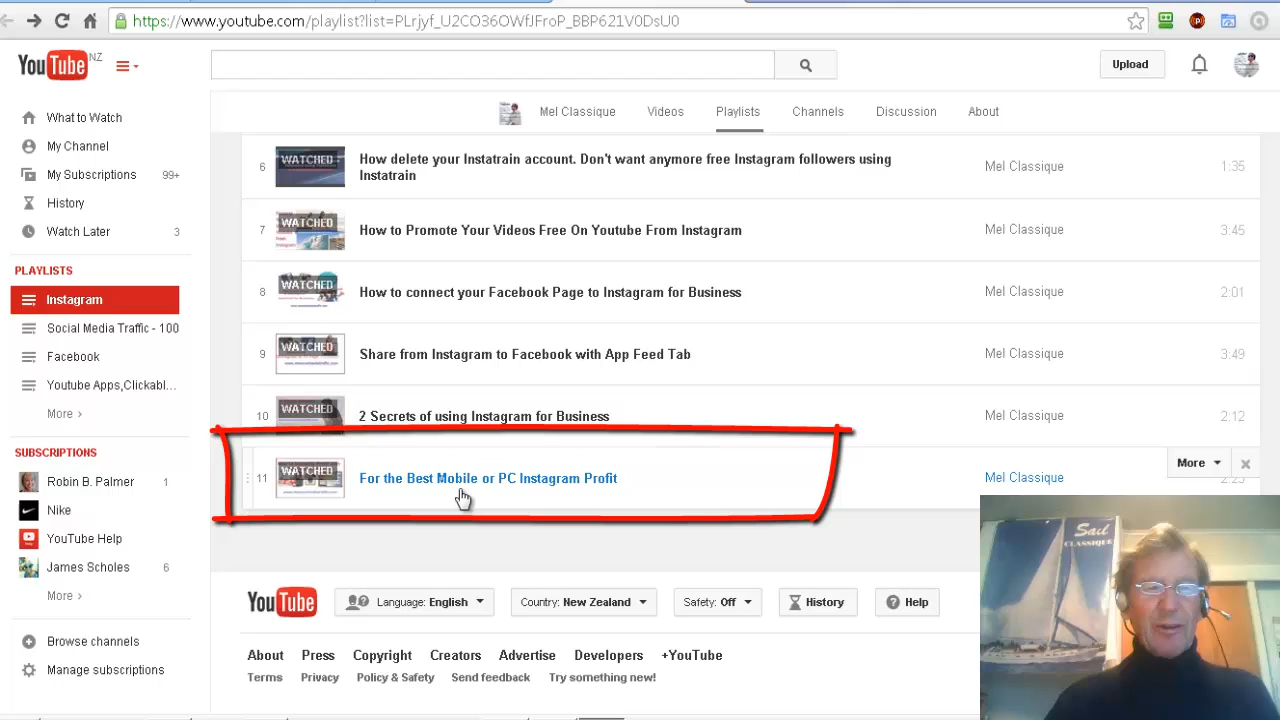 https://www.youtube.com/playlist?list=PLrjyf_U2CO36OWfJFroP_BBP621V0DsU0
YouTube NZ
Upload
What to Watch
My Channel
My Subscriptions 99+
History
Watch Later 3
PLAYLISTS
Instagram
Social Media Traffic - 100
Facebook
Youtube Apps,Clickabl...
More ›
SUBSCRIPTIONS
Robin B. Palmer 1
Nike
YouTube Help
James Scholes 6
More ›
Browse channels
Manage subscriptions
Mel Classique Videos Playlists Channels Discussion About
6 WATCHED How delete your Instatrain account. Don't want anymore free Instagram followers using Mel Classique 1:35
Instatrain
7 WATCHED How to Promote Your Videos Free On Youtube From Instagram Mel Classique 3:45
8 WATCHED How to connect your Facebook Page to Instagram for Business Mel Classique 2:01
9 WATCHED Share from Instagram to Facebook with App Feed Tab Mel Classique 3:49
10 WATCHED 2 Secrets of using Instagram for Business Mel Classique 2:12
11 WATCHED For the Best Mobile or PC Instagram Profit Mel Classique More
YouTube Language: English Country: New Zealand Safety: Off History Help
About Press Copyright Creators Advertise Developers +YouTube
Terms Privacy Policy & Safety Send feedback Try something new!
Sail
CLASSIQUE